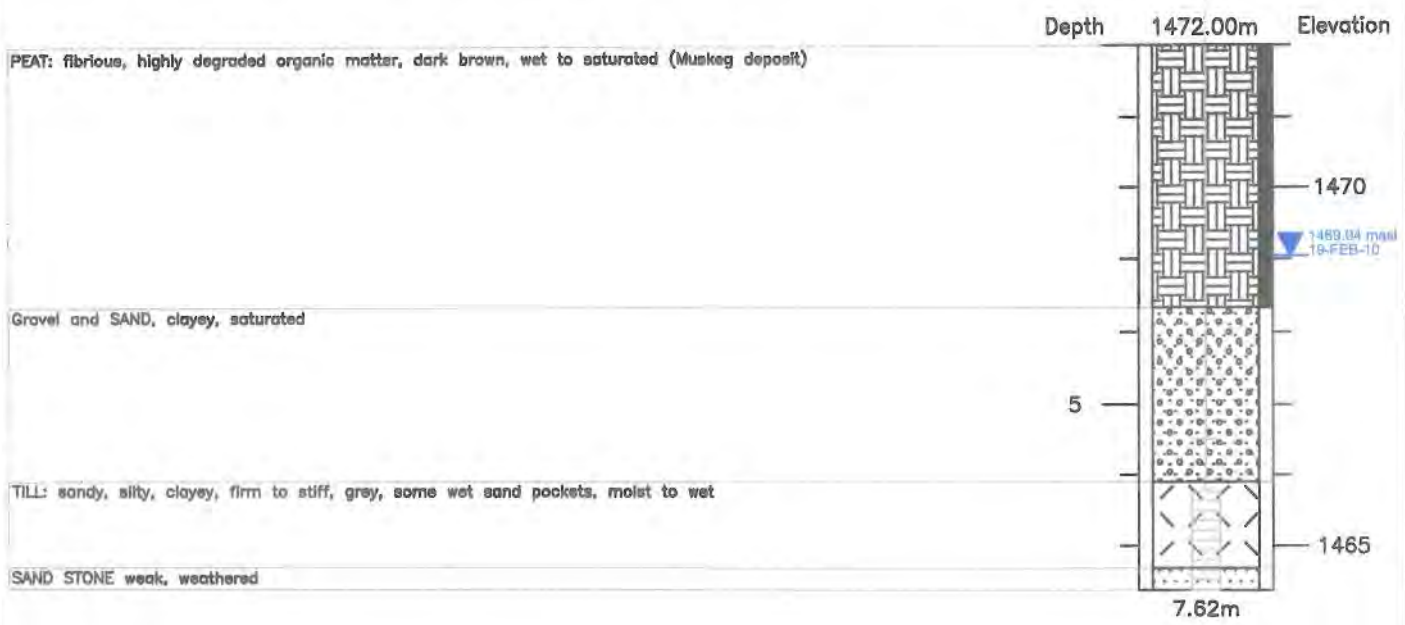 Depth 1472.00m Elevation
PEAT: fibrious, highly degraded organic matter, dark brown, wet to saturated (Muskeg deposit)
1470
1469.04 masl
19-FEB-10
Gravel and SAND, clayey, saturated
5
TILL: sandy, silty, clayey, firm to stiff, grey, some wet sand pockets, moist to wet
1465
SAND STONE weak, weathered
7.62m